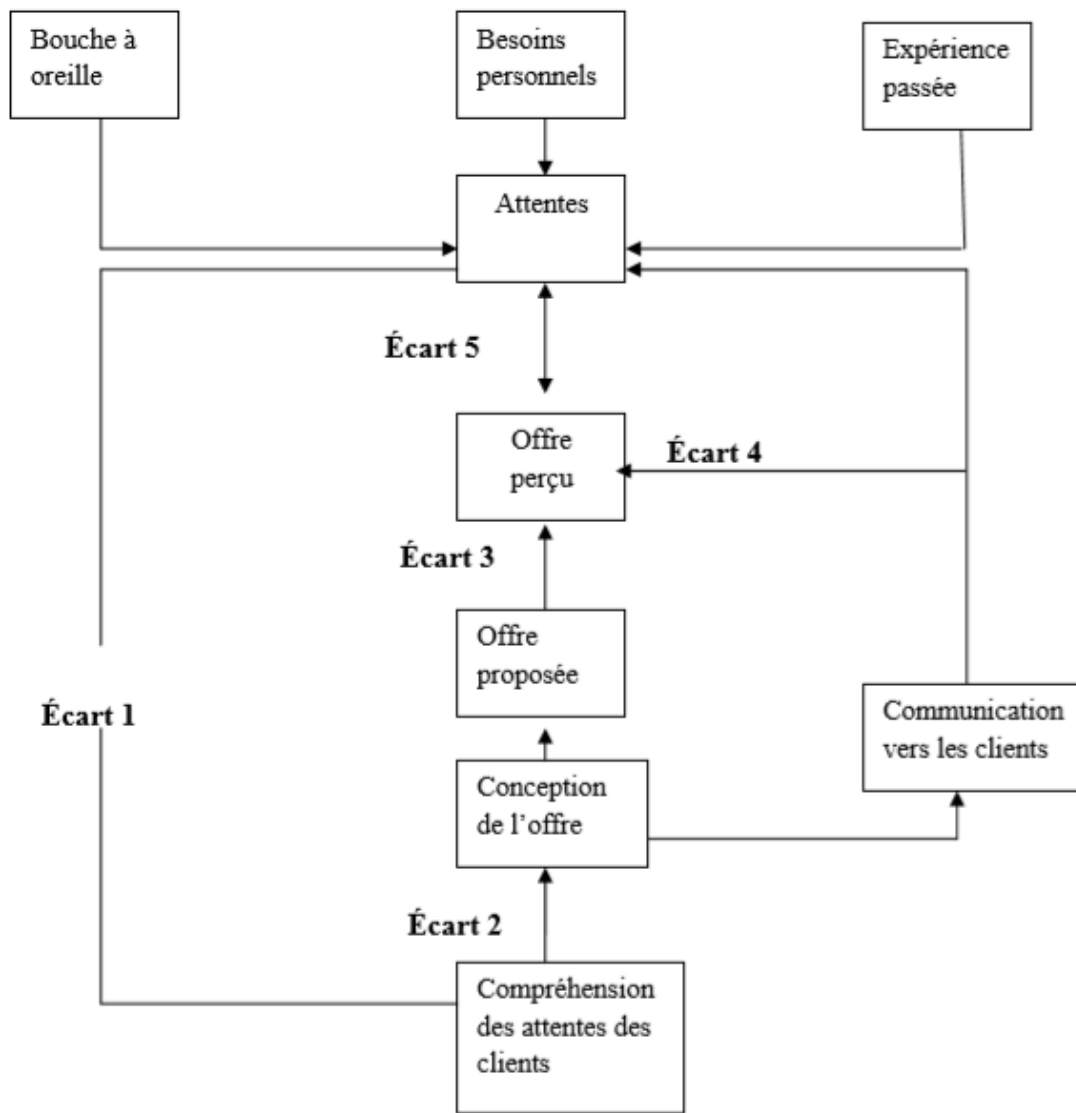 Bouche à
oreille
Besoins
personnels
Expérience
passée
Attentes
Écart 5
Offre
perçu
Écart 4
Écart 3
Offre
proposée
Écart 1
Communication
vers les clients
Conception
de l’offre
Écart 2
Compréhension
des attentes des
clients